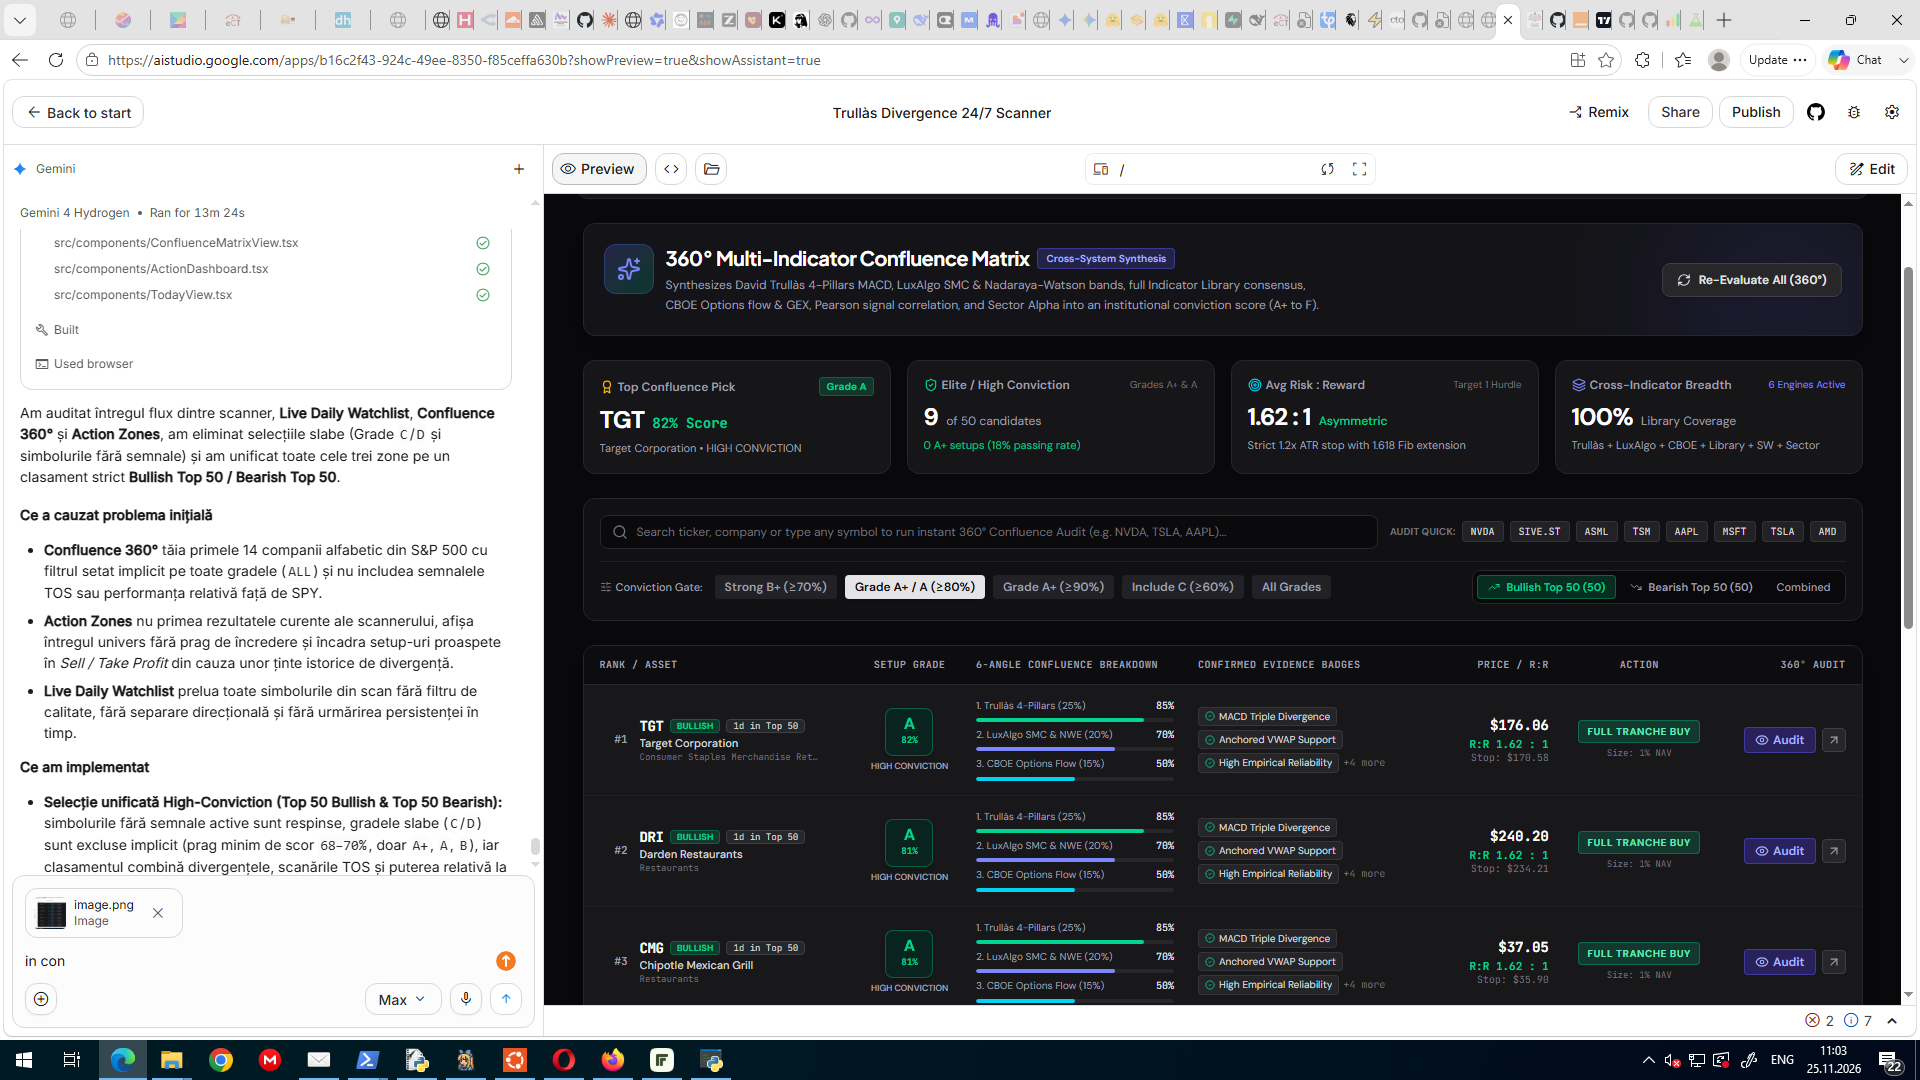 https://aistudio.google.com/apps/b16c2f43-924c-49ee-8350-f85ceffa630b?showPreview=true&showAssistant=true
Update
Chat
Back to start
Trullàs Divergence 24/7 Scanner
Remix
Share
Publish
Gemini
Preview
/
Edit
Gemini 4 Hydrogen • Ran for 13m 24s
src/components/ConfluenceMatrixView.tsx
src/components/ActionDashboard.tsx
src/components/TodayView.tsx
Built
Used browser
Am auditat întregul flux dintre scanner, Live Daily Watchlist, Confluence
360° și Action Zones, am eliminat selecțiile slabe (Grade C/D și
simbolurile fără semnale) și am unificat toate cele trei zone pe un
clasament strict Bullish Top 50 / Bearish Top 50.
Ce a cauzat problema inițială
• Confluence 360° tăia primele 14 companii alfabetic din S&P 500 cu
filtrul setat implicit pe toate gradele (ALL) și nu includea semnalele
TOS sau performanța relativă față de SPY.
• Action Zones nu primea rezultatele curente ale scannerului, afișa
întregul univers fără prag de încredere și încadra setup-uri proaspete
în Sell / Take Profit din cauza unor ținte istorice de divergență.
• Live Daily Watchlist prelua toate simbolurile din scan fără filtru de
calitate, fără separare direcțională și fără urmărirea persistenței în
timp.
Ce am implementat
• Selecție unificată High-Conviction (Top 50 Bullish & Top 50 Bearish):
simbolurile fără semnale active sunt respinse, gradele slabe (C/D)
sunt excluse implicit (prag minim de scor 68–70%, doar A+, A, B), iar
clasamentul combină divergențele, scanările TOS și puterea relativă la
image.png
Image
in con
Max
360° Multi-Indicator Confluence Matrix
Cross-System Synthesis
Synthesizes David Trullàs 4-Pillars MACD, LuxAlgo SMC & Nadaraya-Watson bands, full Indicator Library consensus,
CBOE Options flow & GEX, Pearson signal correlation, and Sector Alpha into an institutional conviction score (A+ to F).
Re-Evaluate All (360°)
Top Confluence Pick
Grade A
TGT 82% Score
Target Corporation • HIGH CONVICTION
Elite / High Conviction
Grades A+ & A
9 of 50 candidates
0 A+ setups (18% passing rate)
Avg Risk : Reward
Target 1 Hurdle
1.62 : 1 Asymmetric
Strict 1.2x ATR stop with 1.618 Fib extension
Cross-Indicator Breadth
6 Engines Active
100% Library Coverage
Trullàs + LuxAlgo + CBOE + Library + SW + Sector
Search ticker, company or type any symbol to run instant 360° Confluence Audit (e.g. NVDA, TSLA, AAPL)...
AUDIT QUICK: NVDA SIVE.ST ASML TSM AAPL MSFT TSLA AMD
Conviction Gate: Strong B+ (≥70%) Grade A+ / A (≥80%) Grade A+ (≥90%) Include C (≥60%) All Grades
Bullish Top 50 (50) Bearish Top 50 (50) Combined
RANK / ASSET SETUP GRADE 6-ANGLE CONFLUENCE BREAKDOWN CONFIRMED EVIDENCE BADGES PRICE / R:R ACTION 360° AUDIT
#1
TGT BULLISH 1d in Top 50
Target Corporation
Consumer Staples Merchandise Ret…
A
82%
HIGH CONVICTION
1. Trullàs 4-Pillars (25%) 85%
2. LuxAlgo SMC & NWE (20%) 70%
3. CBOE Options Flow (15%) 50%
MACD Triple Divergence
Anchored VWAP Support
High Empirical Reliability +4 more
$176.06
R:R 1.62 : 1
Stop: $170.58
FULL TRANCHE BUY
Size: 1% NAV
Audit
#2
DRI BULLISH 1d in Top 50
Darden Restaurants
Restaurants
A
81%
HIGH CONVICTION
1. Trullàs 4-Pillars (25%) 85%
2. LuxAlgo SMC & NWE (20%) 70%
3. CBOE Options Flow (15%) 50%
MACD Triple Divergence
Anchored VWAP Support
High Empirical Reliability +4 more
$240.20
R:R 1.62 : 1
Stop: $234.21
FULL TRANCHE BUY
Size: 1% NAV
Audit
#3
CMG BULLISH 1d in Top 50
Chipotle Mexican Grill
Restaurants
A
81%
HIGH CONVICTION
1. Trullàs 4-Pillars (25%) 85%
2. LuxAlgo SMC & NWE (20%) 70%
3. CBOE Options Flow (15%) 50%
MACD Triple Divergence
Anchored VWAP Support
High Empirical Reliability +4 more
$37.05
R:R 1.62 : 1
Stop: $35.90
FULL TRANCHE BUY
Size: 1% NAV
Audit
2 7
ENG
11:03
25.11.2026
22